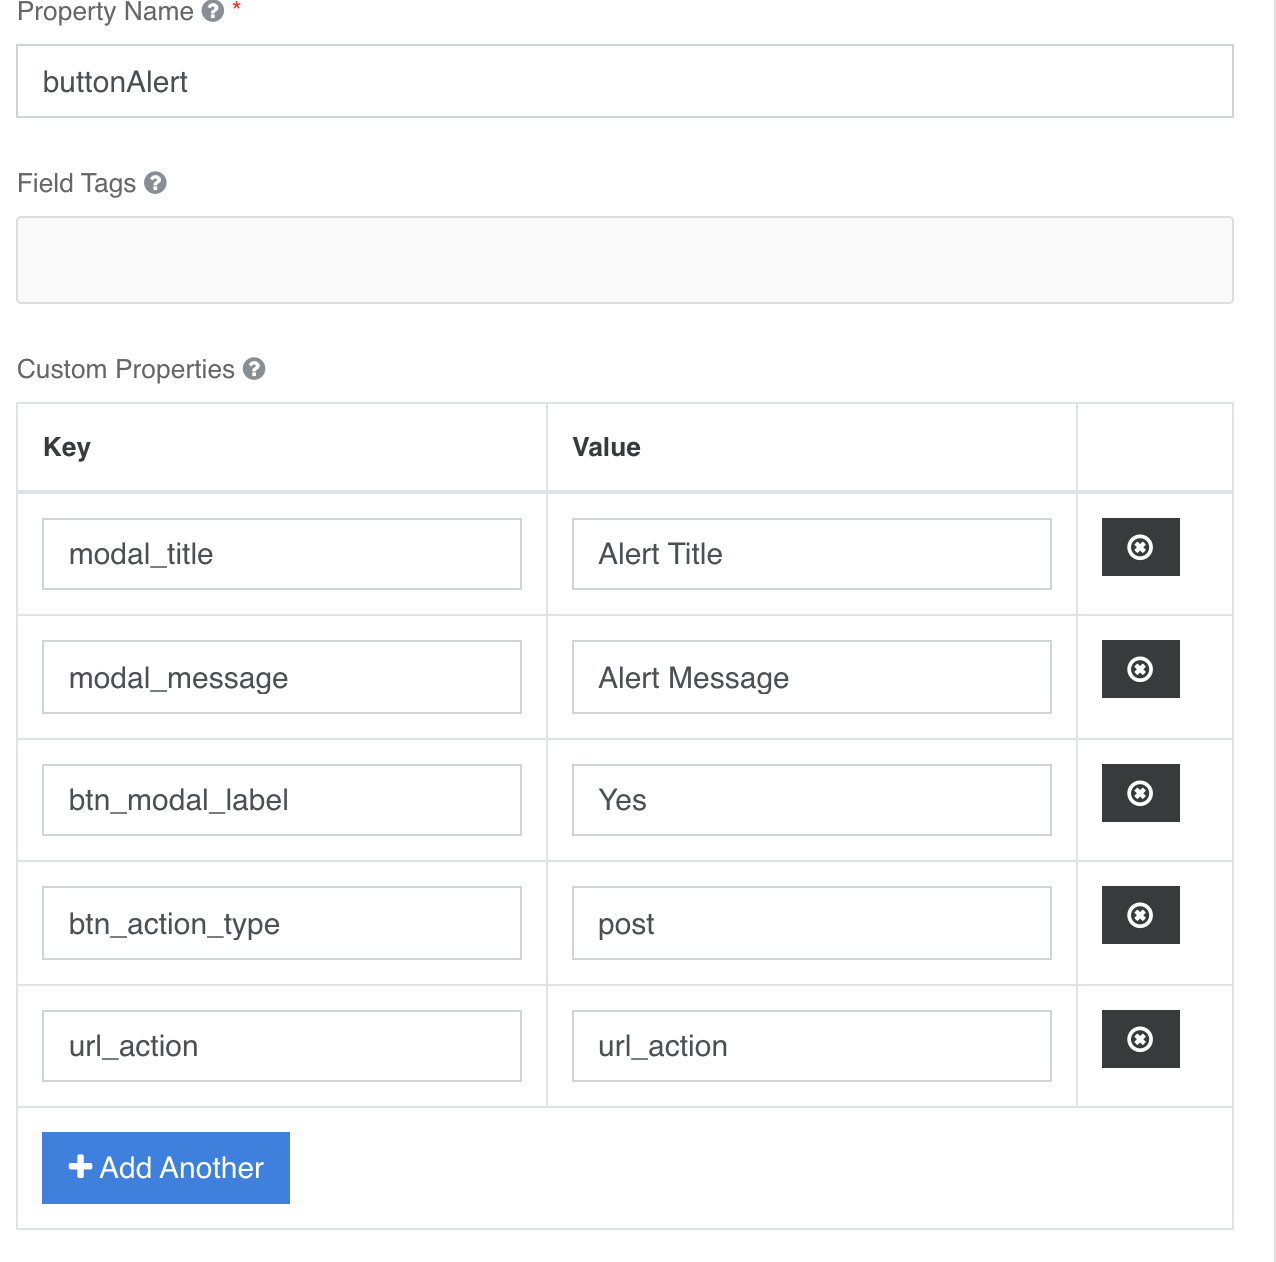 Property Name *
buttonAlert
Field Tags
Custom Properties
Key Value
modal_title Alert Title
modal_message Alert Message
btn_modal_label Yes
btn_action_type post
url_action url_action
Add Another